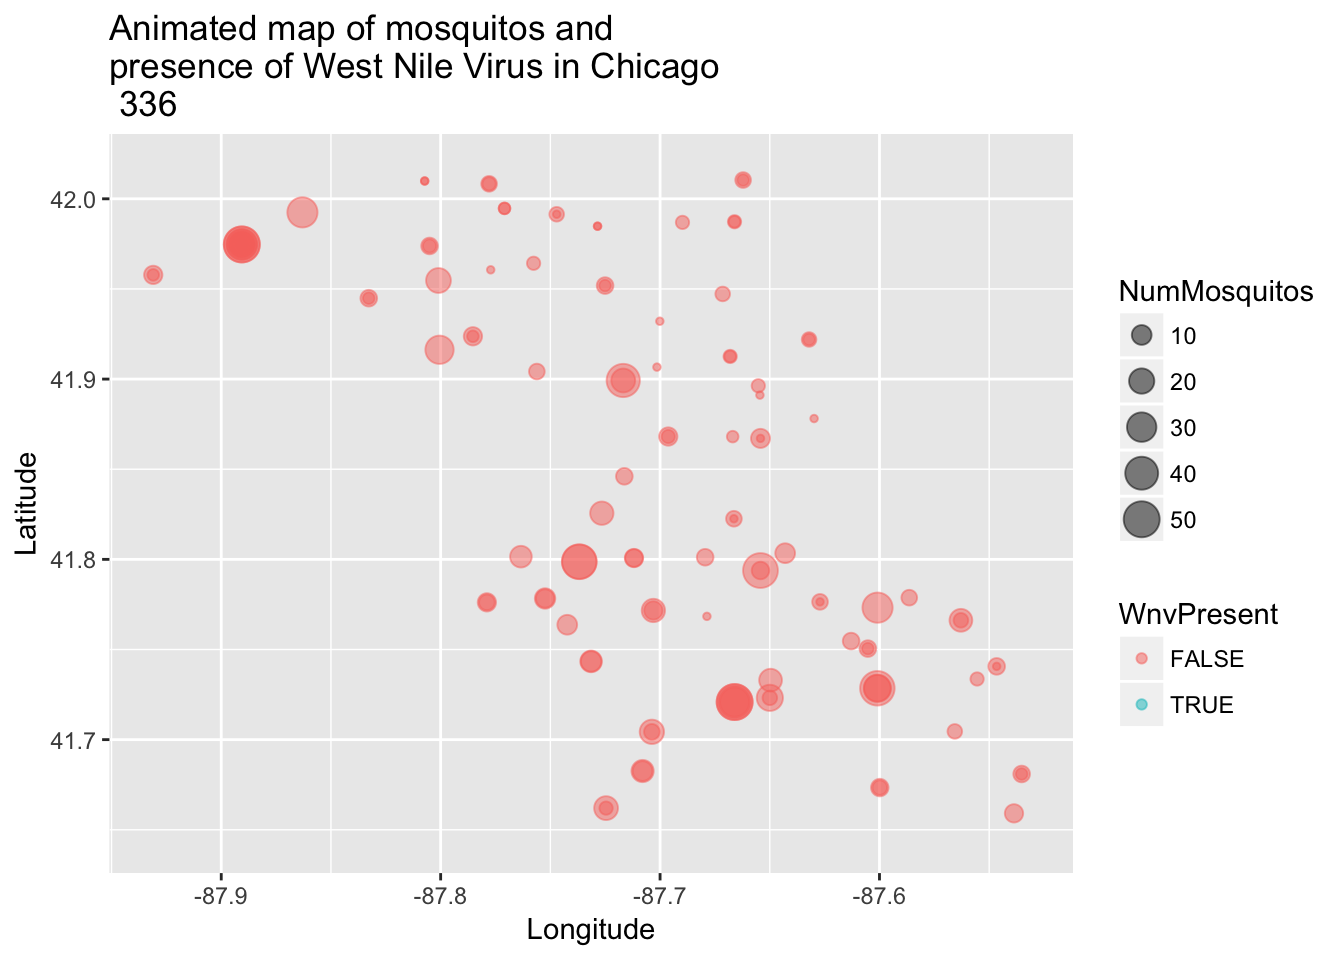 Animated map of mosquitos and
presence of West Nile Virus in Chicago
336
42.0
41.9
41.8
41.7
Latitude
-87.9
-87.8
-87.7
-87.6
Longitude
NumMosquitos
10
20
30
40
50
WnvPresent
FALSE
TRUE